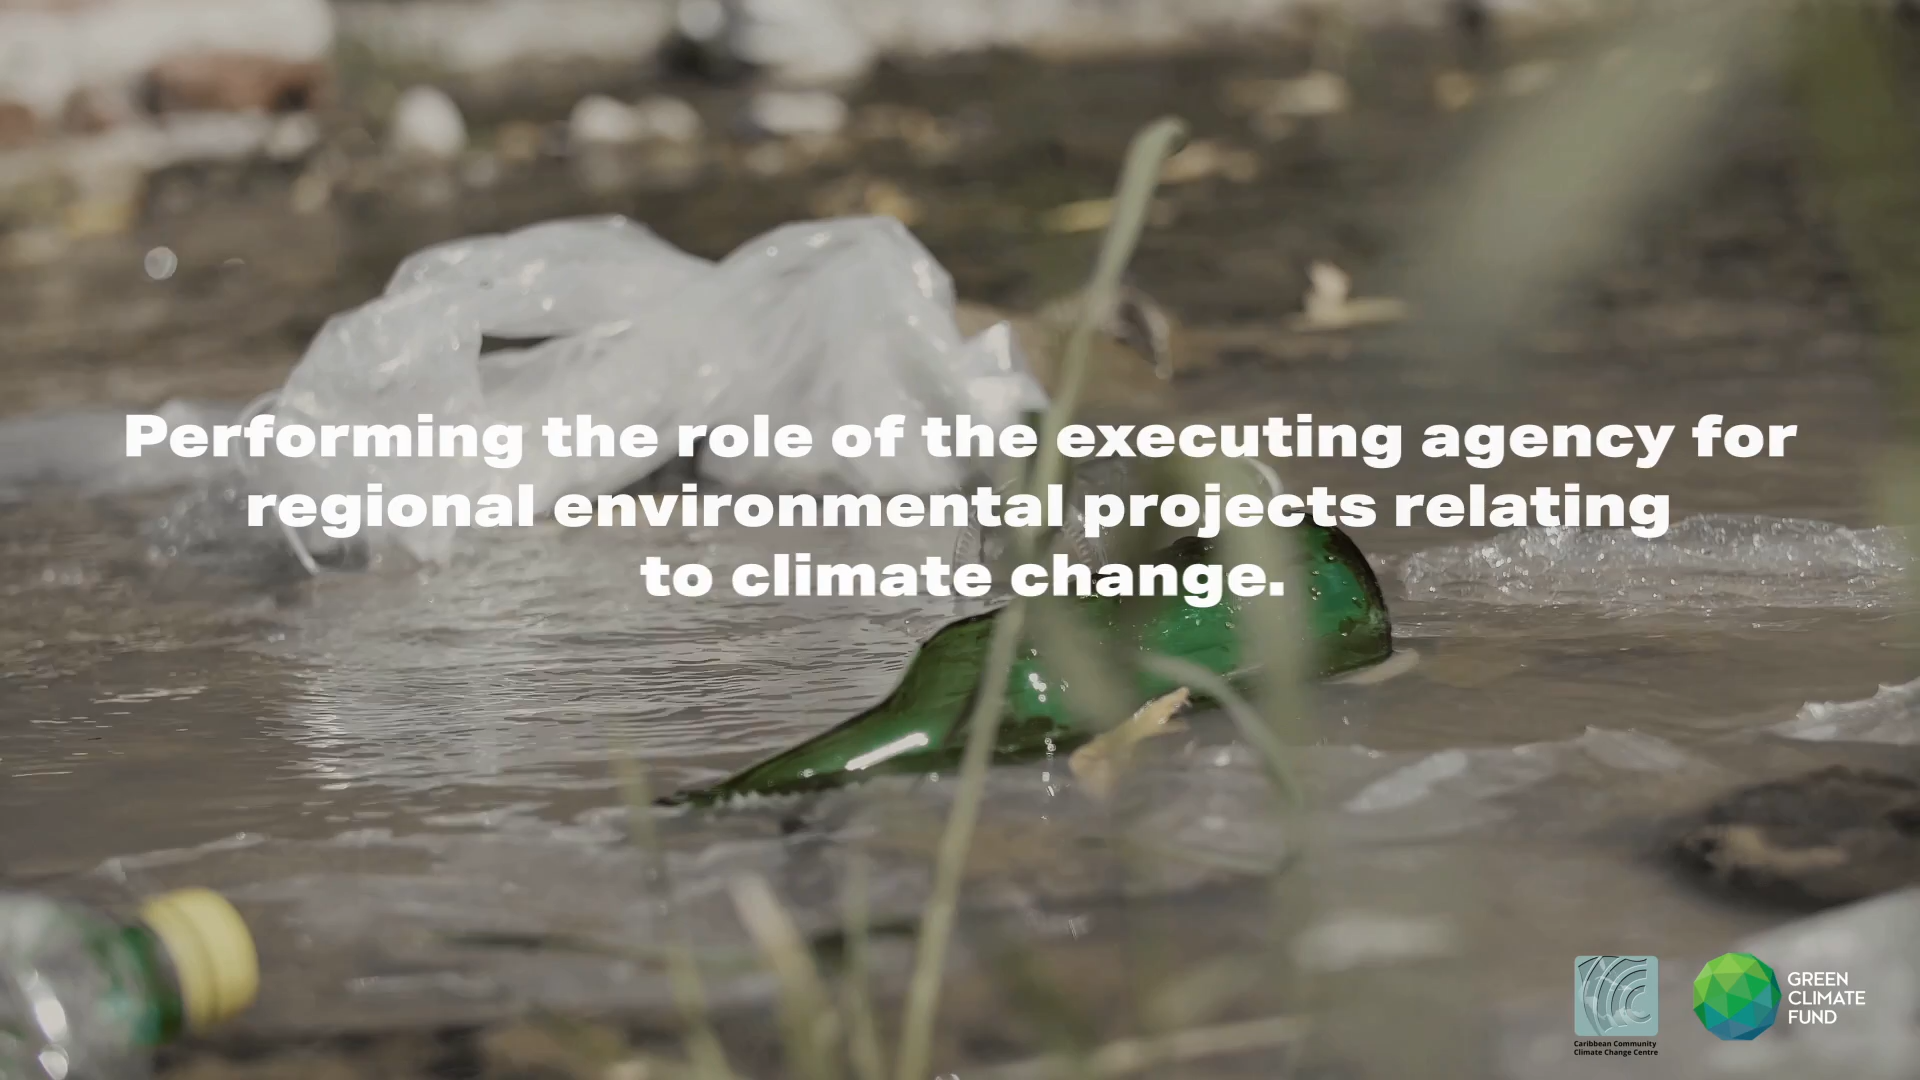 Performing the role of the executing agency for
regional environmental projects relating
to climate change.
Caribbean Community
Climate Change Centre
GREEN
CLIMATE
FUND